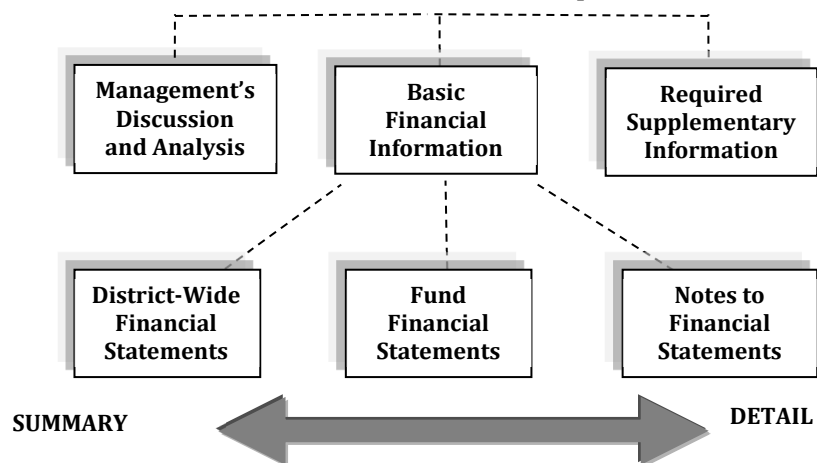 Management’s
Discussion
and Analysis
Basic
Financial
Information
Required
Supplementary
Information
District-Wide
Financial
Statements
Fund
Financial
Statements
Notes to
Financial
Statements
SUMMARY
DETAIL